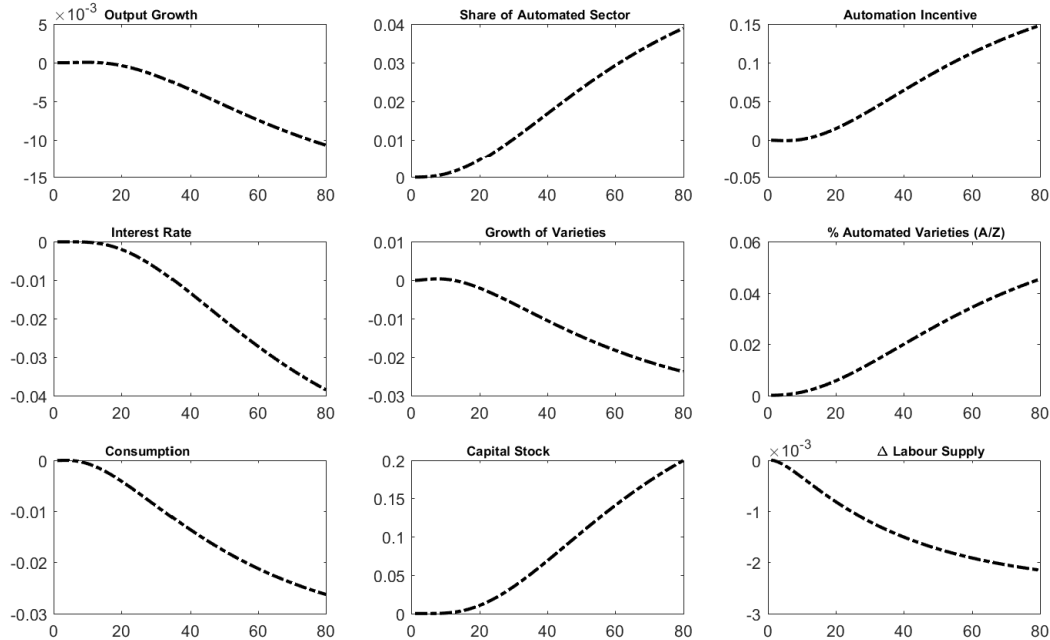 ×10⁻³ Output Growth
5
0
-5
-10
-15
0 20 40 60 80
Share of Automated Sector
0.04
0.03
0.02
0.01
0
0 20 40 60 80
Automation Incentive
0.15
0.1
0.05
0
-0.05
0 20 40 60 80
Interest Rate
0
-0.01
-0.02
-0.03
-0.04
0 20 40 60 80
Growth of Varieties
0.01
0
-0.01
-0.02
-0.03
0 20 40 60 80
% Automated Varieties (A/Z)
0.06
0.04
0.02
0
0 20 40 60 80
Consumption
0
-0.01
-0.02
-0.03
0 20 40 60 80
Capital Stock
0.2
0.15
0.1
0.05
0
0 20 40 60 80
×10⁻³ Δ Labour Supply
0
-1
-2
-3
0 20 40 60 80